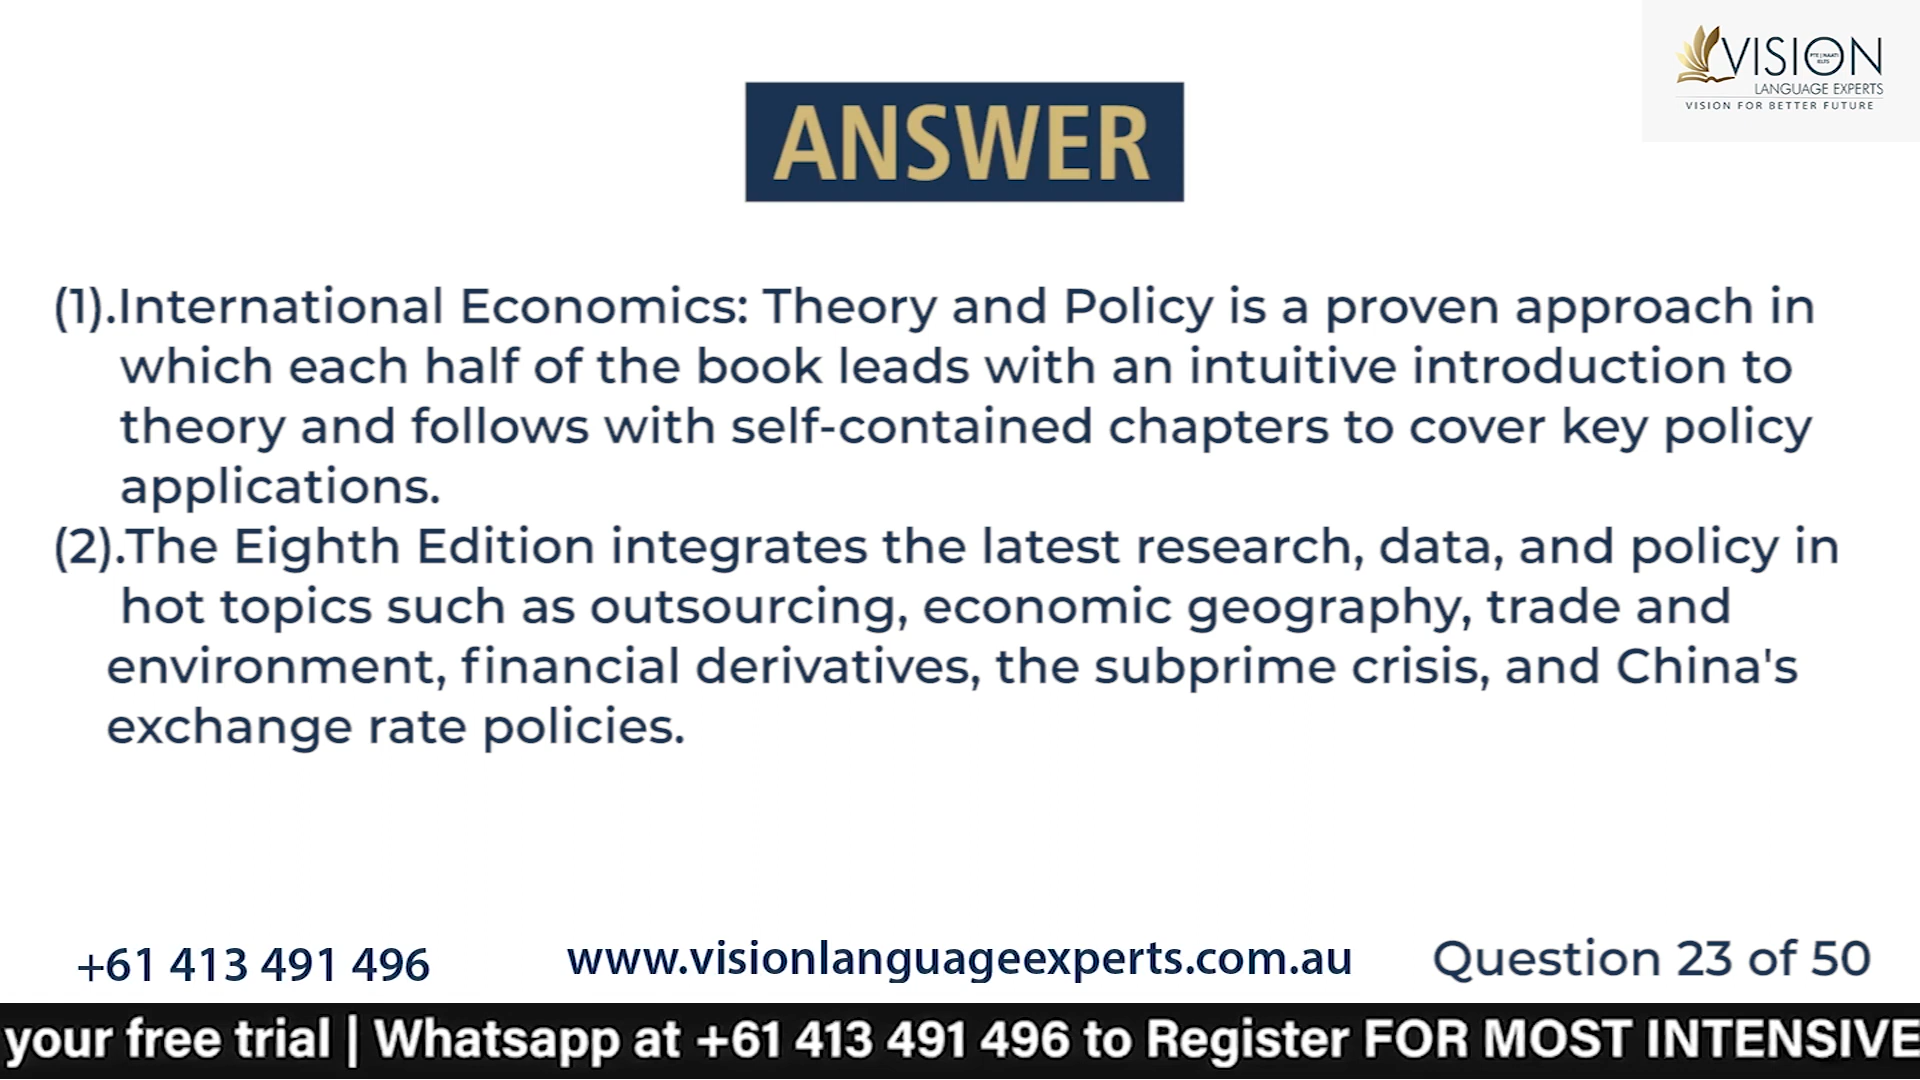 VISION
LANGUAGE EXPERTS
VISION FOR BETTER FUTURE
ANSWER
(1).International Economics: Theory and Policy is a proven approach in
which each half of the book leads with an intuitive introduction to
theory and follows with self-contained chapters to cover key policy
applications.
(2).The Eighth Edition integrates the latest research, data, and policy in
hot topics such as outsourcing, economic geography, trade and
environment, financial derivatives, the subprime crisis, and China's
exchange rate policies.
+61 413 491 496
www.visionlanguageexperts.com.au
Question 23 of 50
your free trial | Whatsapp at +61 413 491 496 to Register FOR MOST INTENSIVE